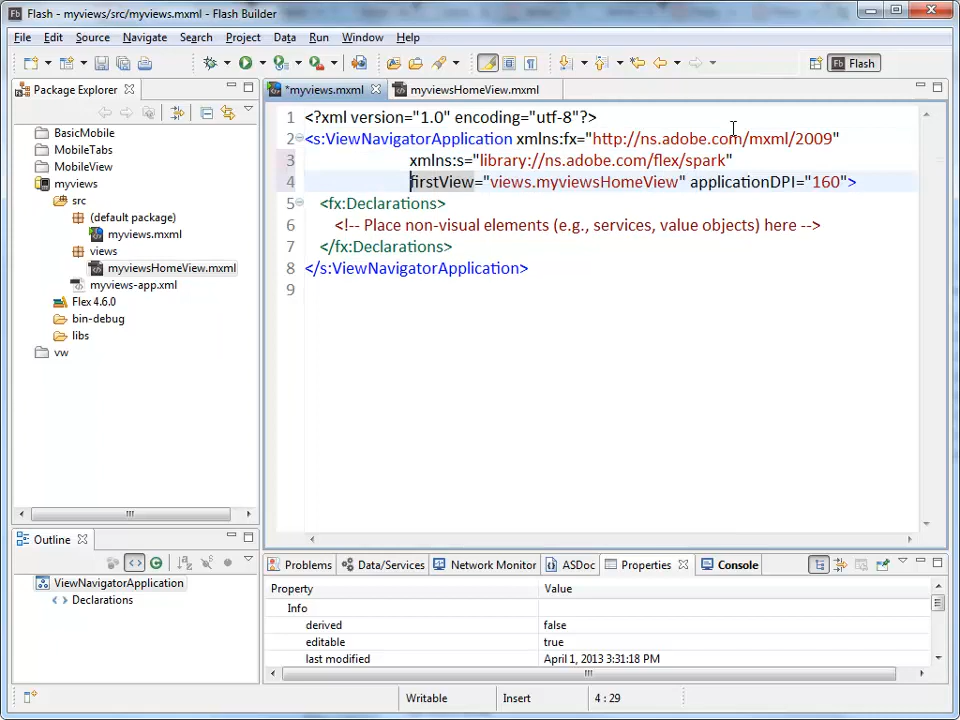 Flash - myviews/src/myviews.mxml - Flash Builder
File Edit Source Navigate Search Project Data Run Window Help
Flash
Package Explorer
*myviews.mxml myviewsHomeView.mxml
BasicMobile
MobileTabs
MobileView
myviews
src
(default package)
myviews.mxml
views
myviewsHomeView.mxml
myviews-app.xml
Flex 4.6.0
bin-debug
libs
vw
1 <?xml version="1.0" encoding="utf-8"?>
2 <s:ViewNavigatorApplication xmlns:fx="http://ns.adobe.com/mxml/2009"
3 xmlns:s="library://ns.adobe.com/flex/spark"
4 firstView="views.myviewsHomeView" applicationDPI="160">
5 <fx:Declarations>
6 <!-- Place non-visual elements (e.g., services, value objects) here -->
7 </fx:Declarations>
8 </s:ViewNavigatorApplication>
9
Outline
ViewNavigatorApplication
< > Declarations
Problems Data/Services Network Monitor ASDoc Properties Console
Property Value
Info
derived false
editable true
last modified April 1, 2013 3:31:18 PM
Writable Insert 4 : 29